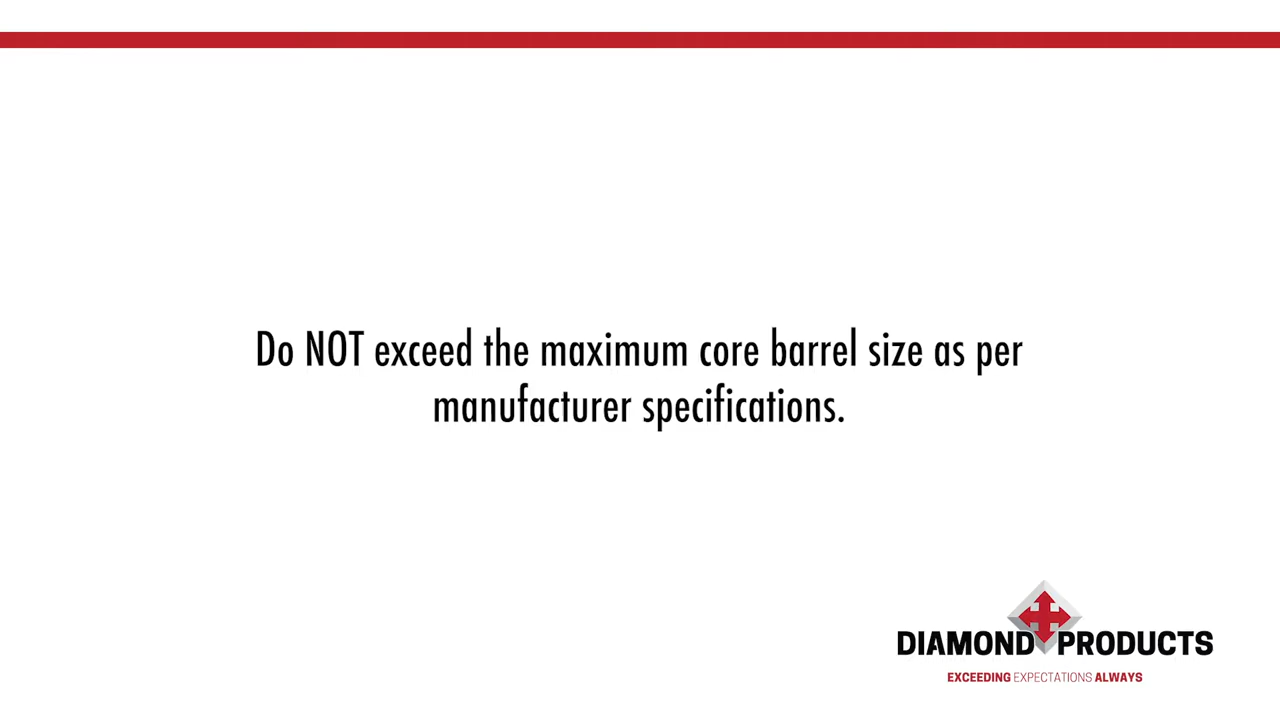 Do NOT exceed the maximum core barrel size as per
manufacturer specifications.
DIAMOND PRODUCTS
EXCEEDING EXPECTATIONS ALWAYS